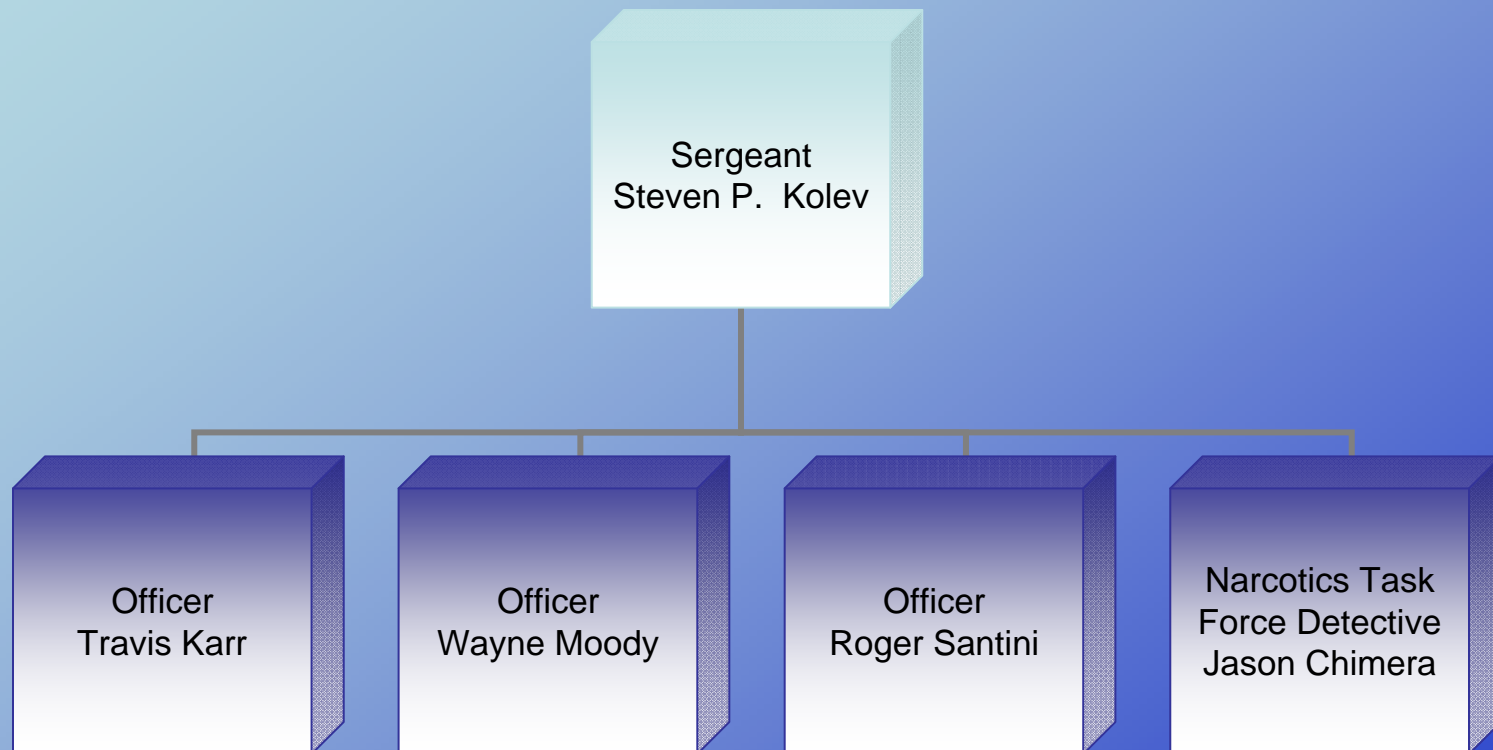 Sergeant
Steven P. Kolev
Officer
Travis Karr
Officer
Wayne Moody
Officer
Roger Santini
Narcotics Task
Force Detective
Jason Chimera